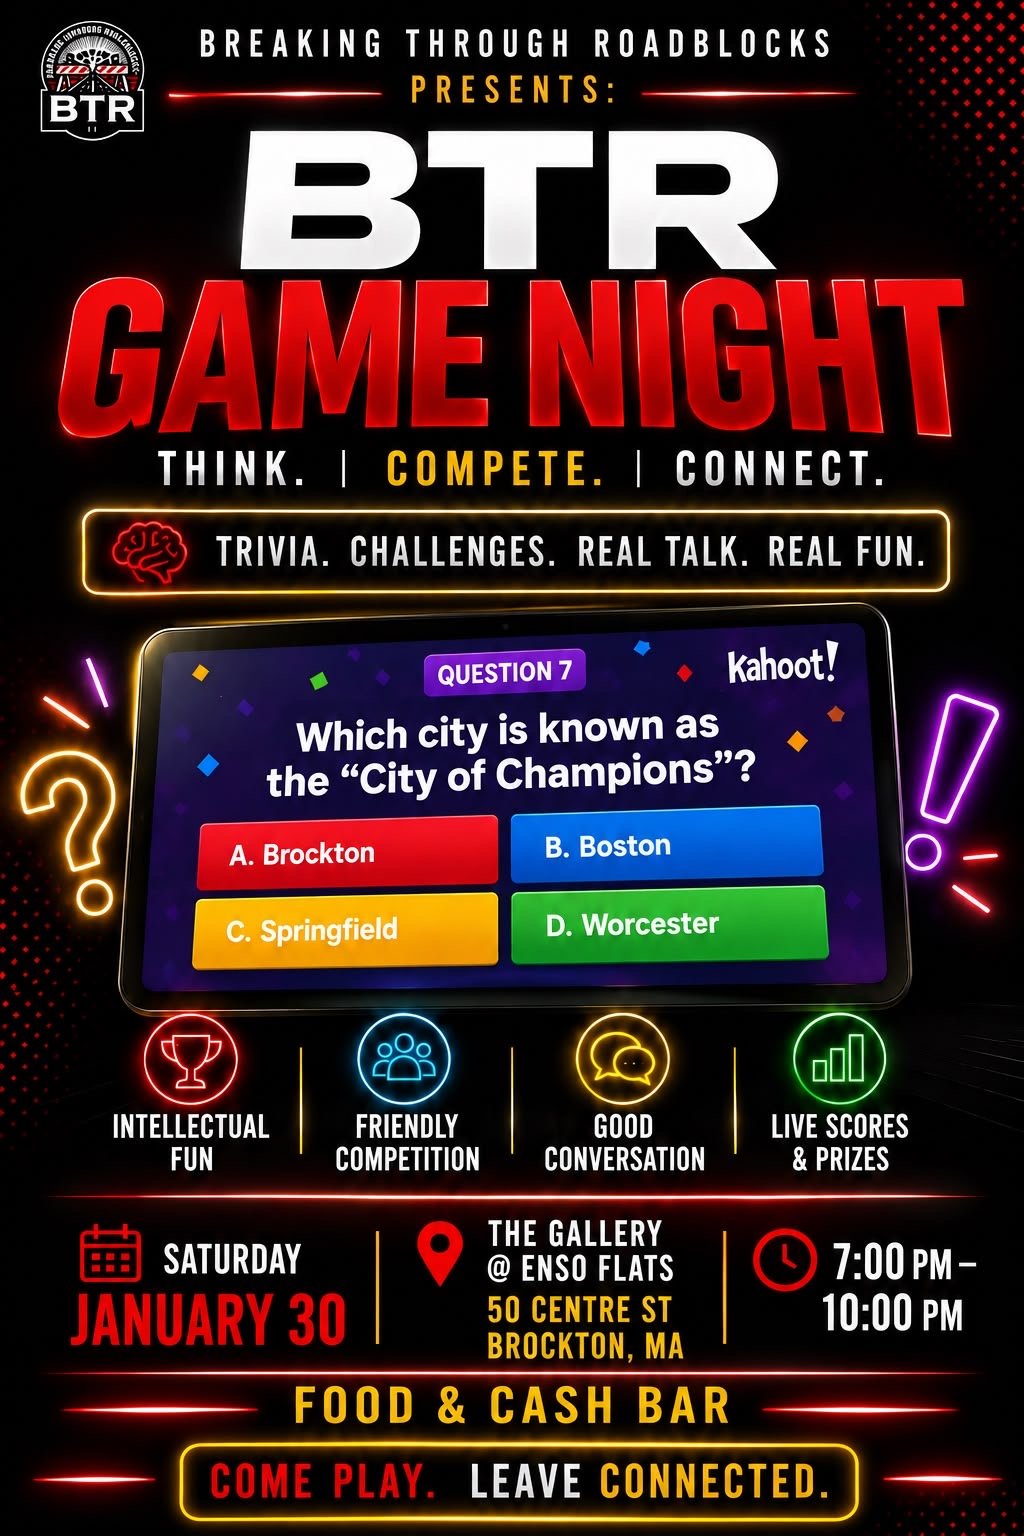 BREAKING THROUGH ROADBLOCKS
PRESENTS:
BTR
BTR
GAME NIGHT
THINK. | COMPETE. | CONNECT.
TRIVIA. CHALLENGES. REAL TALK. REAL FUN.
QUESTION 7
Kahoot!
Which city is known as
the “City of Champions”?
A. Brockton
B. Boston
C. Springfield
D. Worcester
INTELLECTUAL
FUN
FRIENDLY
COMPETITION
GOOD
CONVERSATION
LIVE SCORES
& PRIZES
SATURDAY
JANUARY 30
THE GALLERY
@ ENSO FLATS
50 CENTRE ST
BROCKTON, MA
7:00 PM –
10:00 PM
FOOD & CASH BAR
COME PLAY. LEAVE CONNECTED.